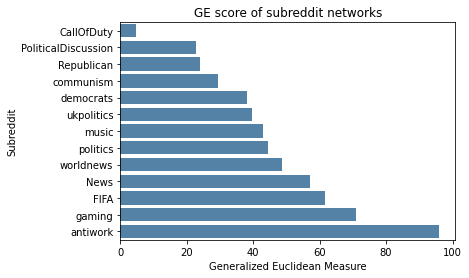 GE score of subreddit networks
Subreddit
CallOfDuty
PoliticalDiscussion
Republican
communism
democrats
ukpolitics
music
politics
worldnews
News
FIFA
gaming
antiwork
0 20 40 60 80 100
Generalized Euclidean Measure